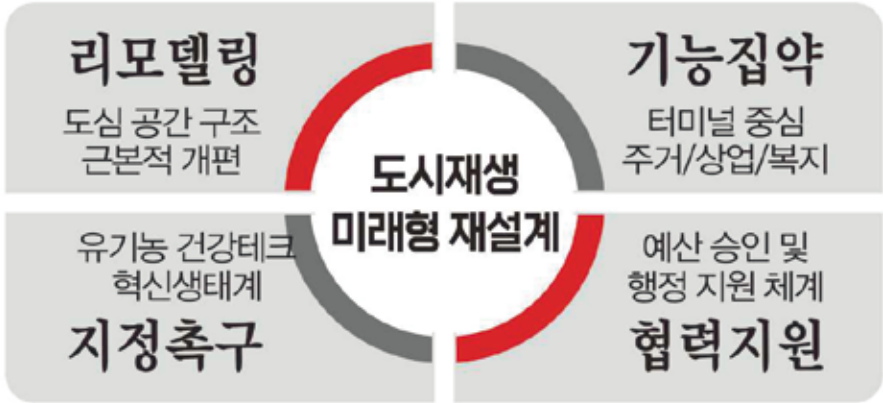 리모델링
도심 공간 구조
근본적 개편
기능집약
터미널 중심
주거/상업/복지
도시재생
미래형 재설계
유기농 건강테크
혁신생태계
지정촉구
예산 승인 및
행정 지원 체계
협력지원